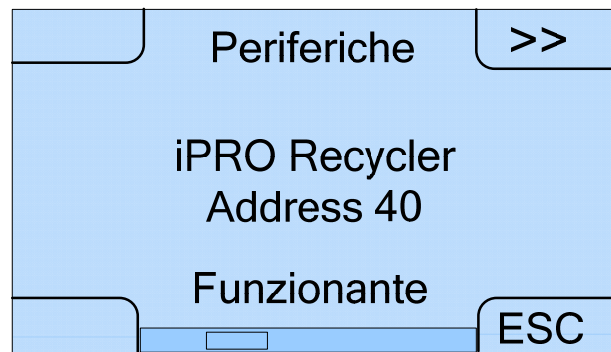 Periferiche
>>
iPRO Recycler
Address 40
Funzionante
ESC